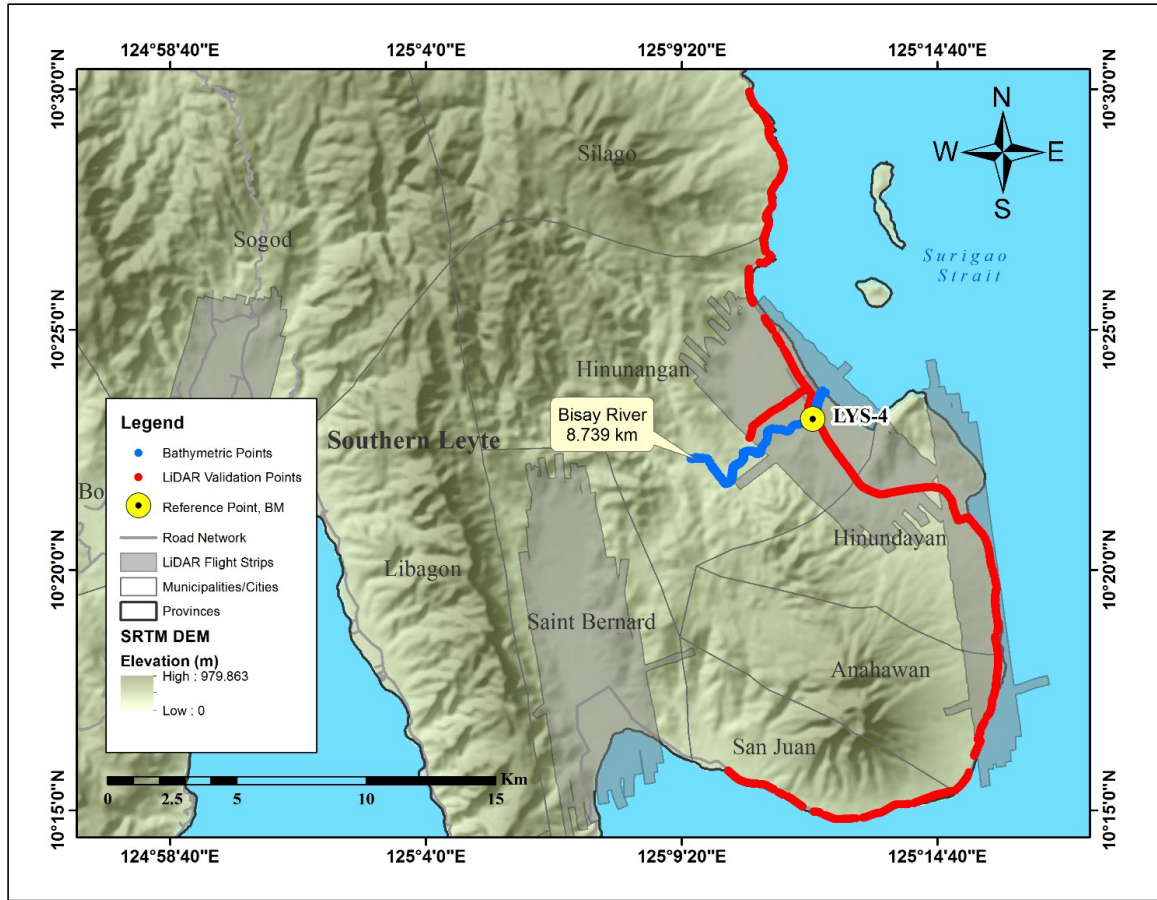 124°58'40"E
125°4'0"E
125°9'20"E
125°14'40"E
10°30'0"N
10°30'0"N
N
W E
S
Silago
Sogod
Surigao
Strait
10°25'0"N
10°25'0"N
Hinunangan
Bisay River
8.739 km
LYS-4
Southern Leyte
Legend
Bathymetric Points
LiDAR Validation Points
Reference Point, BM
Road Network
LiDAR Flight Strips
Municipalities/Cities
Provinces
SRTM DEM
Elevation (m)
High : 979.863
Low : 0
Bo
Hinundayan
10°20'0"N
10°20'0"N
Libagon
Saint Bernard
Anahawan
San Juan
Km
0 2.5 5 10 15
10°15'0"N
10°15'0"N
124°58'40"E
125°4'0"E
125°9'20"E
125°14'40"E